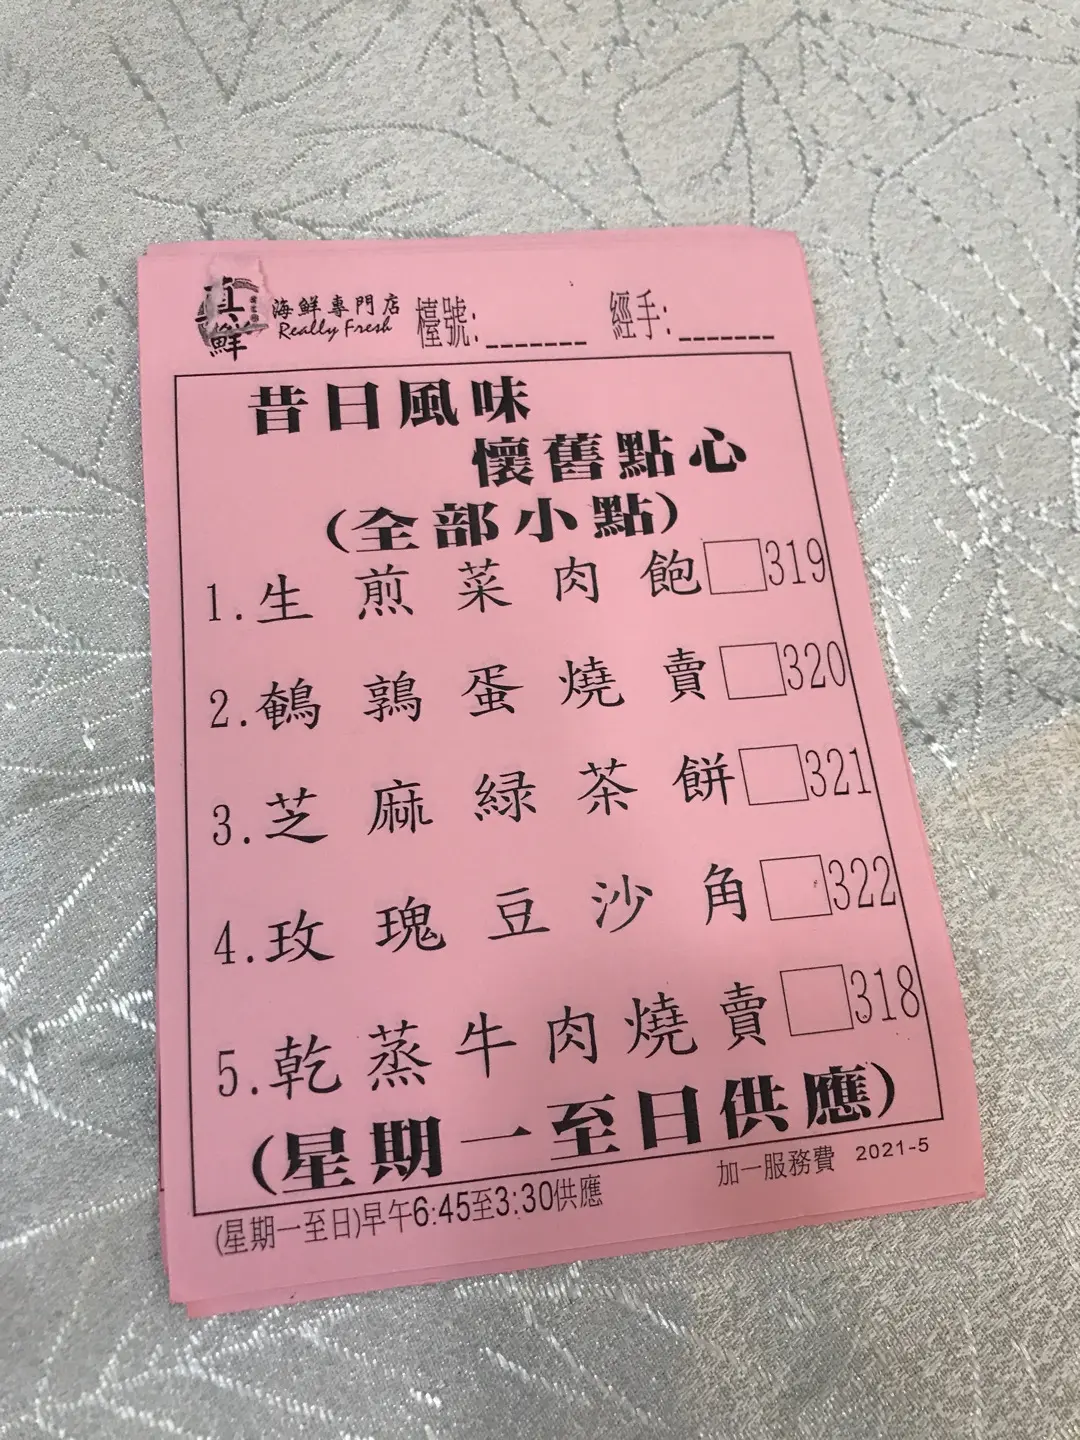 真鮮 海鮮專門店 檯號:_______ 經手:_______
Really Fresh
昔日風味
懷舊點心
(全部小點)
1.生煎菜肉飽 319
2.鵪鶉蛋燒賣 320
3.芝麻緑茶餅 321
4.玫瑰豆沙角 322
5.乾蒸牛肉燒賣 318
(星期一至日供應)
加一服務費 2021-5
(星期一至日)早午6:45至3:30供應